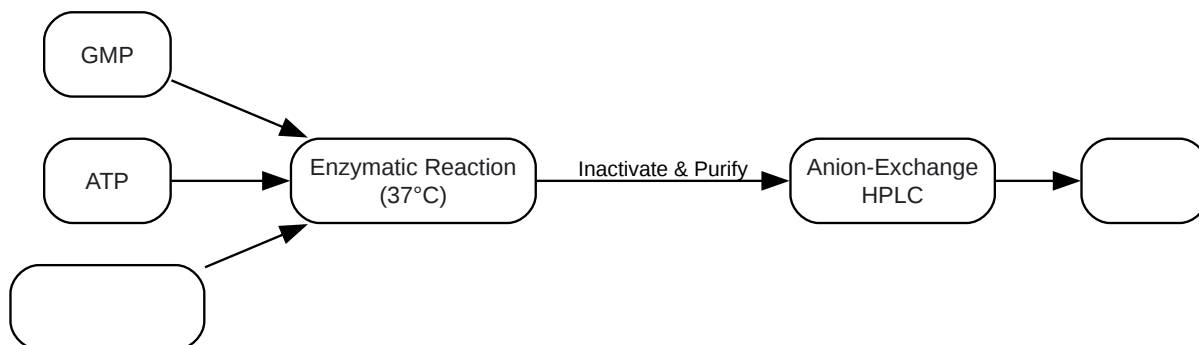 GMP
ATP
Enzymatic Reaction
(37°C)
Inactivate & Purify
Anion-Exchange
HPLC